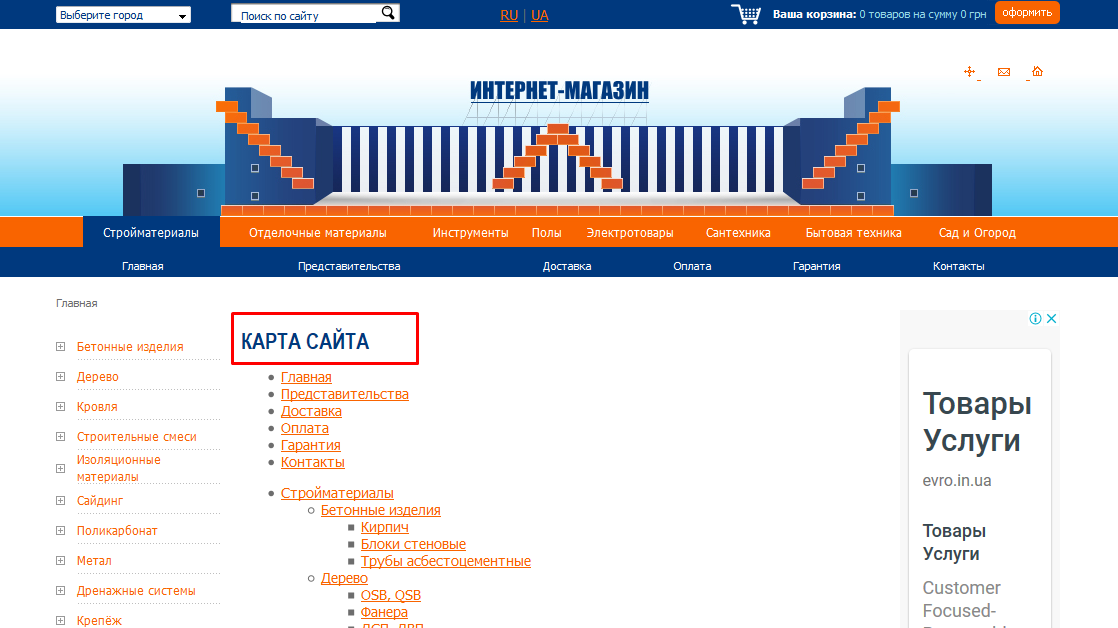 Выберите город
Поиск по сайту
RU | UA
Ваша корзина: 0 товаров на сумму 0 грн
оформить
ИНТЕРНЕТ-МАГАЗИН
Стройматериалы
Отделочные материалы
Инструменты
Полы
Электротовары
Сантехника
Бытовая техника
Сад и Огород
Главная
Представительства
Доставка
Оплата
Гарантия
Контакты
Главная
Бетонные изделия
Дерево
Кровля
Строительные смеси
Изоляционные
материалы
Сайдинг
Поликарбонат
Метал
Дренажные системы
Крепёж
КАРТА САЙТА
Главная
Представительства
Доставка
Оплата
Гарантия
Контакты
Стройматериалы
Бетонные изделия
Кирпич
Блоки стеновые
Трубы асбестоцементные
Дерево
OSB, QSB
Фанера
ДСП, ДВП
Товары
Услуги
evro.in.ua
Товары
Услуги
Customer
Focused-